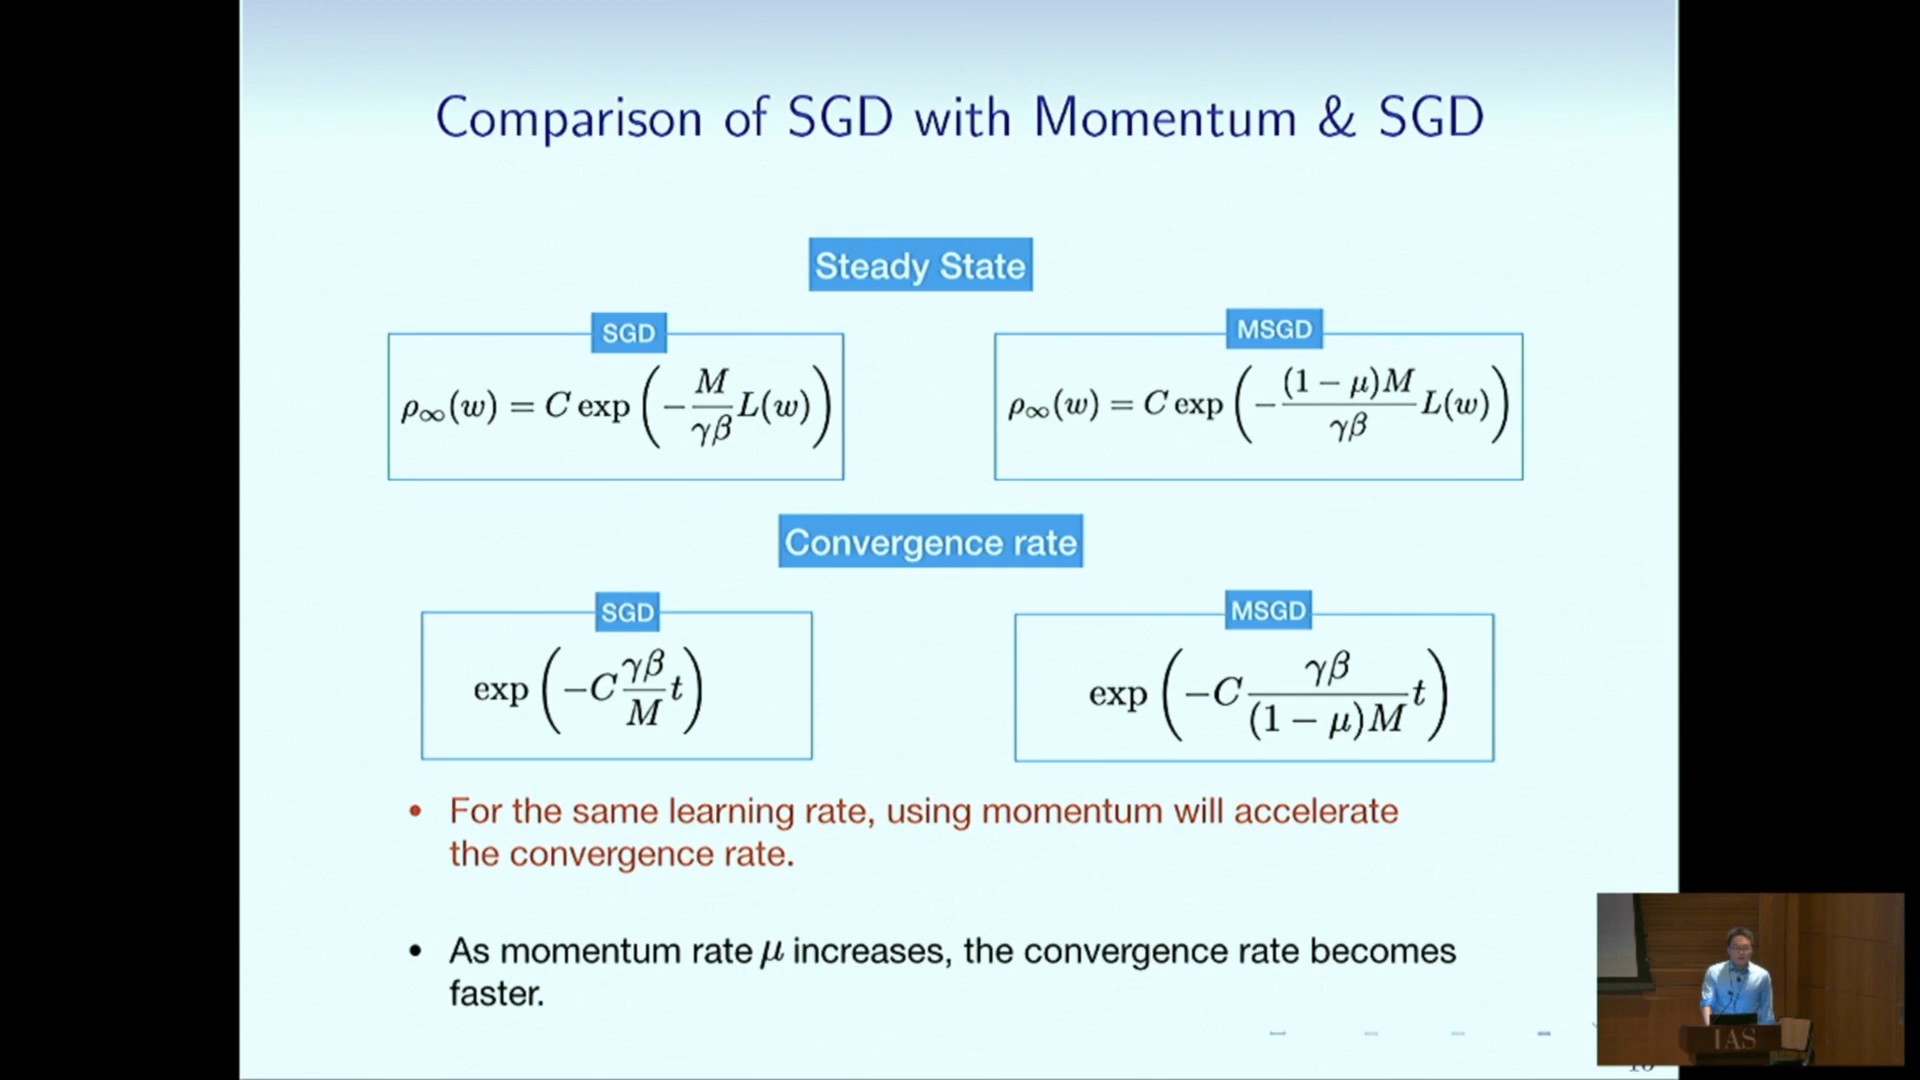 Comparison of SGD with Momentum & SGD
Steady State
SGD
MSGD
ρ∞(w) = C exp(−M/γβ L(w))
ρ∞(w) = C exp(−(1 − μ)M/γβ L(w))
Convergence rate
SGD
MSGD
exp(−C γβ/M t)
exp(−C γβ/(1 − μ)M t)
• For the same learning rate, using momentum will accelerate
the convergence rate.
• As momentum rate μ increases, the convergence rate becomes
faster.
IAS